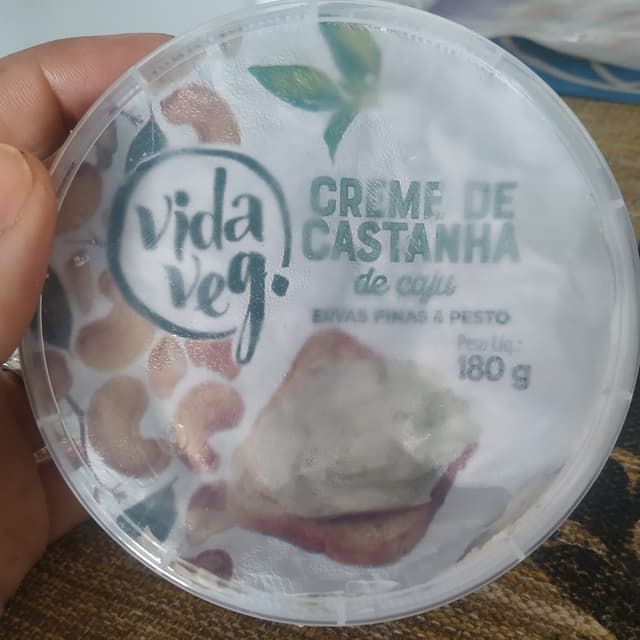 vida
veg.
CREME DE
CASTANHA
de caju
ERVAS FINAS & PESTO
Peso Líq.:
180 g